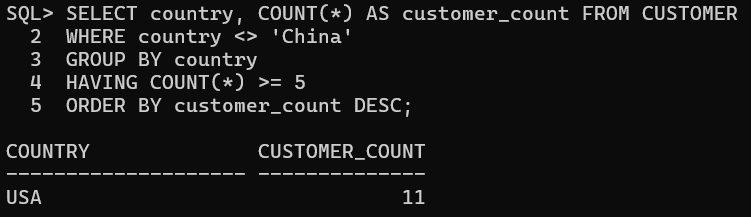 SQL> SELECT country, COUNT(*) AS customer_count FROM CUSTOMER
  2  WHERE country <> 'China'
  3  GROUP BY country
  4  HAVING COUNT(*) >= 5
  5  ORDER BY customer_count DESC;

COUNTRY              CUSTOMER_COUNT
-------------------- --------------
USA                              11